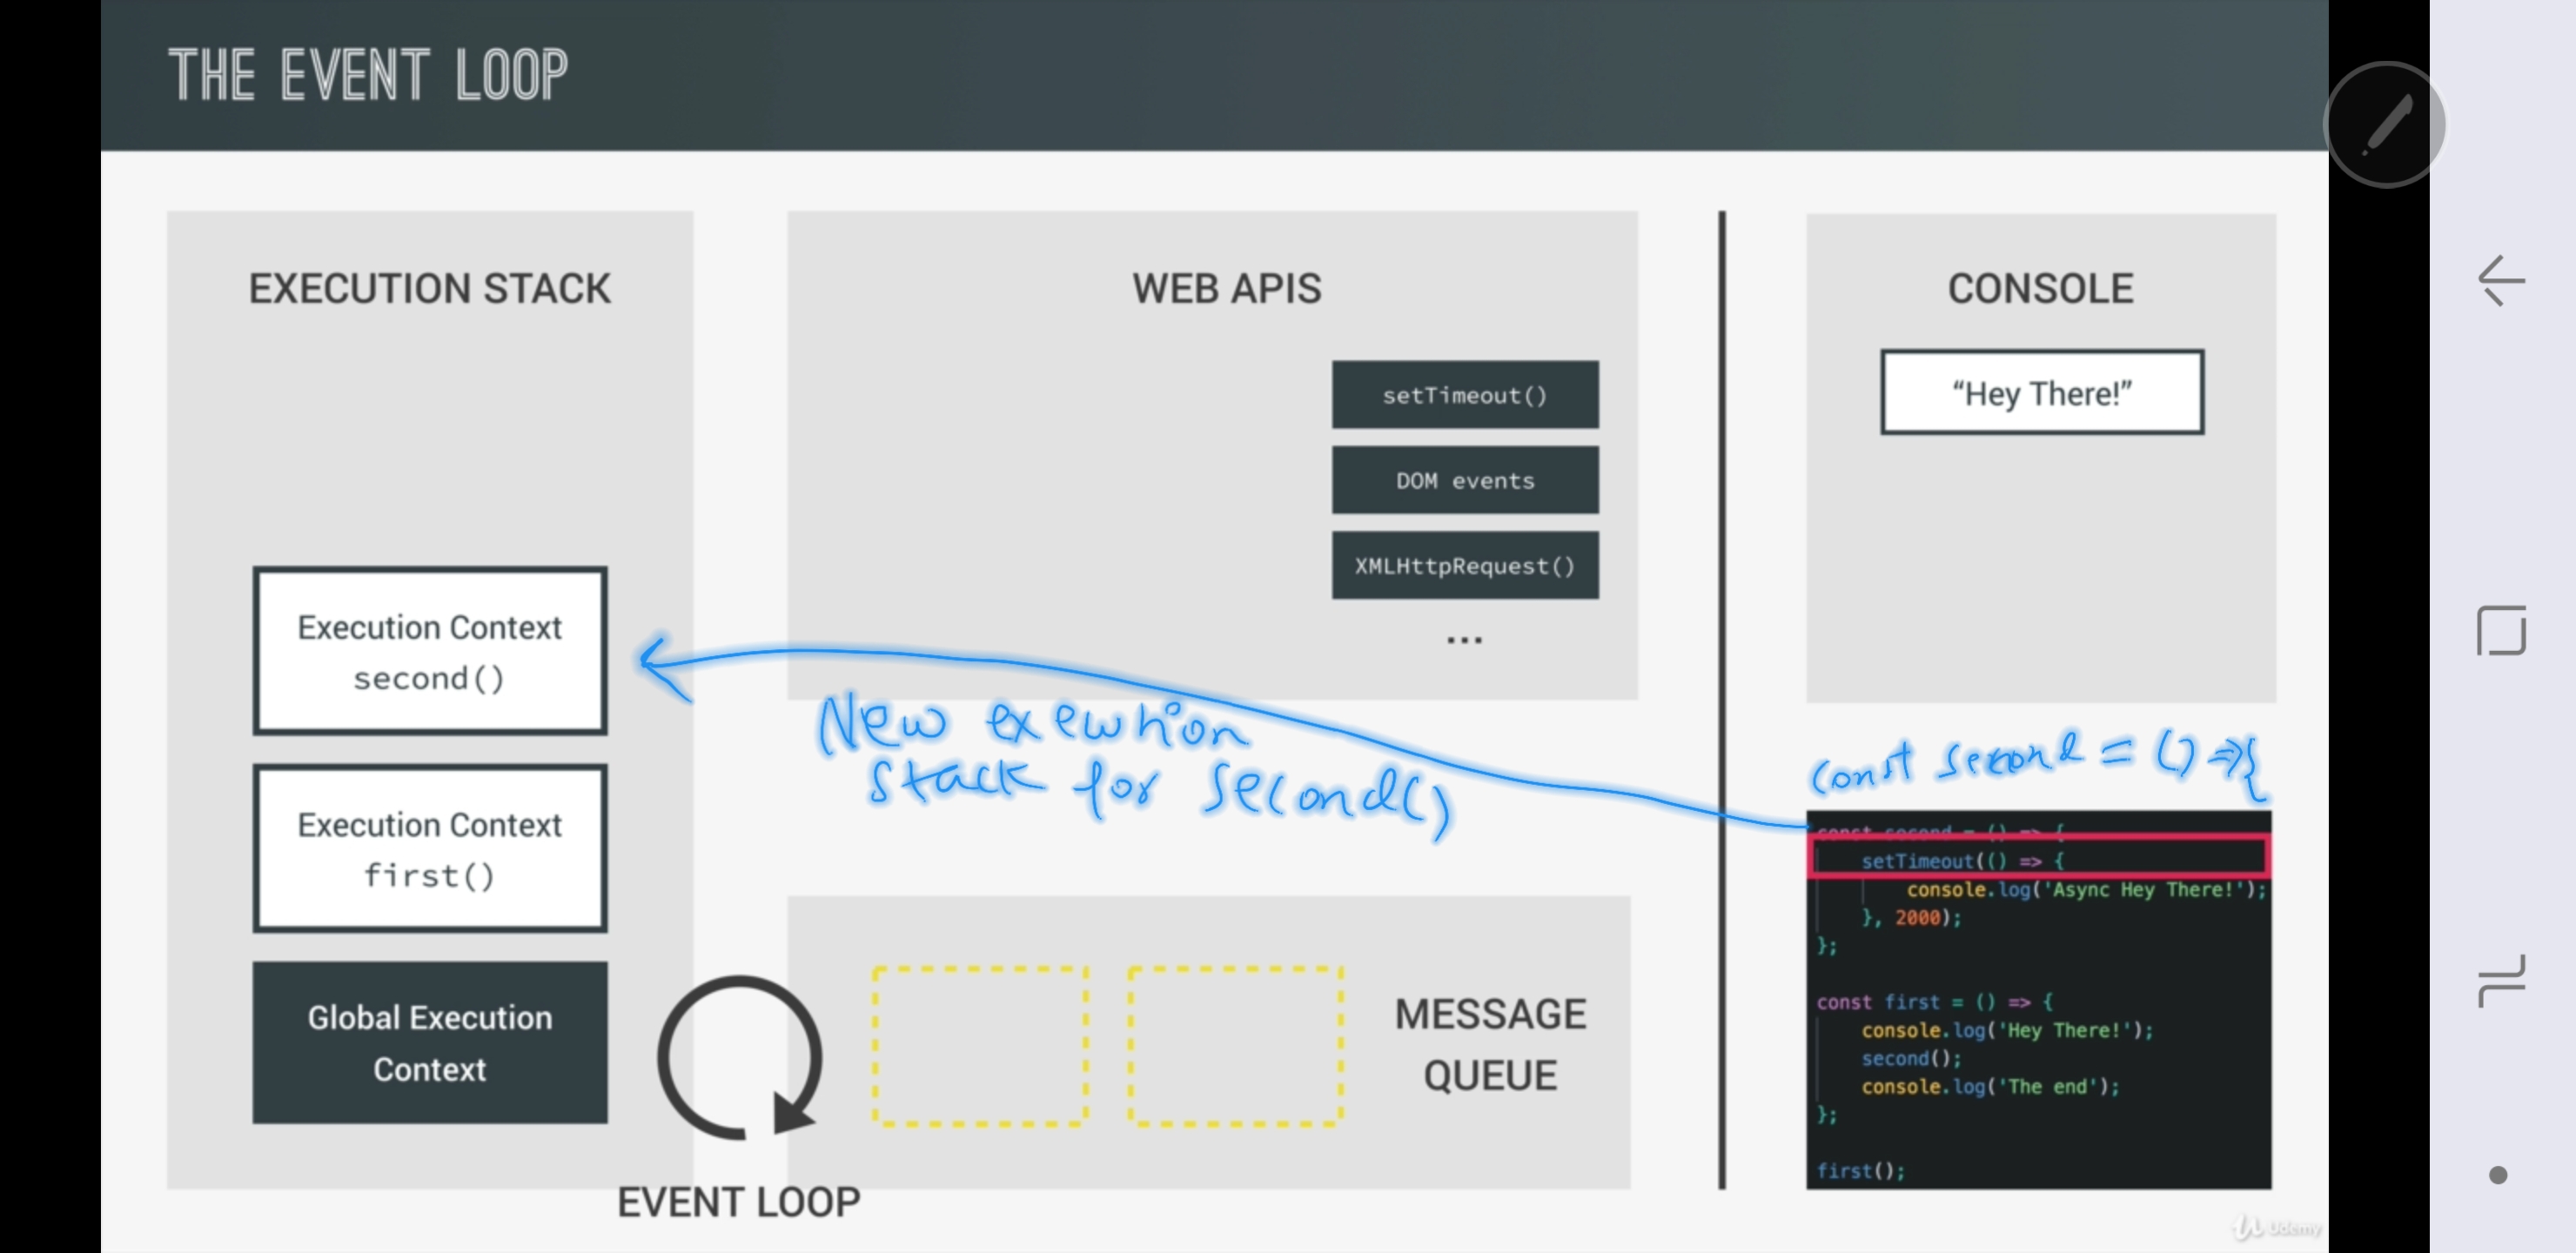 THE EVENT LOOP
EXECUTION STACK
Execution Context
second()
Execution Context
first()
Global Execution
Context
WEB APIS
setTimeout()
DOM events
XMLHttpRequest()
...
New execution
stack for second()
EVENT LOOP
MESSAGE
QUEUE
CONSOLE
“Hey There!”
const second = () => {
const second = () => {
setTimeout(() => {
console.log('Async Hey There!');
}, 2000);
};
const first = () => {
console.log('Hey There!');
second();
console.log('The end');
};
first();
Udemy